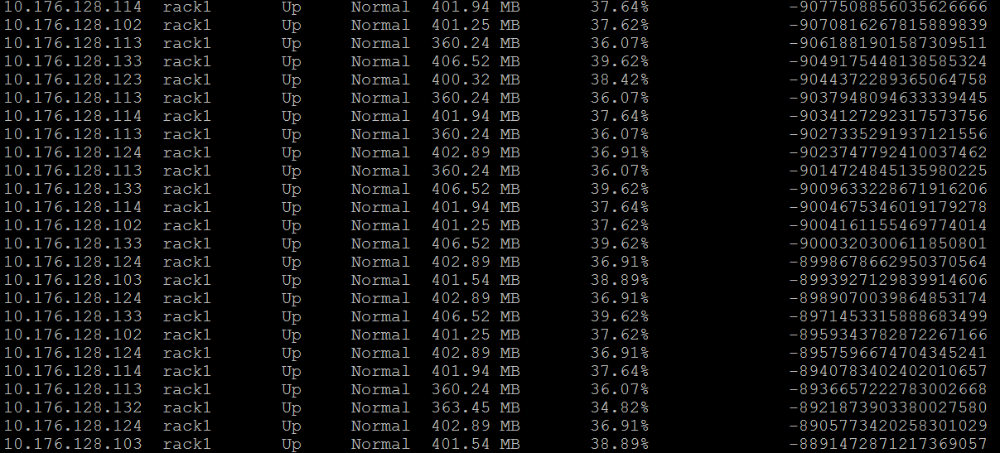 10.176.128.114 rack1 Up Normal 401.94 MB 37.64% -9077508856035626666
10.176.128.102 rack1 Up Normal 401.25 MB 37.62% -9070816267815889839
10.176.128.113 rack1 Up Normal 360.24 MB 36.07% -9061881901587309511
10.176.128.133 rack1 Up Normal 406.52 MB 39.62% -9049175448138585324
10.176.128.123 rack1 Up Normal 400.32 MB 38.42% -9044372289365064758
10.176.128.113 rack1 Up Normal 360.24 MB 36.07% -9037948094633339445
10.176.128.114 rack1 Up Normal 401.94 MB 37.64% -9034127292317573756
10.176.128.113 rack1 Up Normal 360.24 MB 36.07% -9027335291937121556
10.176.128.124 rack1 Up Normal 402.89 MB 36.91% -9023747792410037462
10.176.128.113 rack1 Up Normal 360.24 MB 36.07% -9014724845135980225
10.176.128.133 rack1 Up Normal 406.52 MB 39.62% -9009633228671916206
10.176.128.114 rack1 Up Normal 401.94 MB 37.64% -9004675346019179278
10.176.128.102 rack1 Up Normal 401.25 MB 37.62% -9004161155469774014
10.176.128.133 rack1 Up Normal 406.52 MB 39.62% -9000320300611850801
10.176.128.124 rack1 Up Normal 402.89 MB 36.91% -8998678662950370564
10.176.128.103 rack1 Up Normal 401.54 MB 38.89% -8993927129839914606
10.176.128.124 rack1 Up Normal 402.89 MB 36.91% -8989070039864853174
10.176.128.133 rack1 Up Normal 406.52 MB 39.62% -8971453315888683499
10.176.128.102 rack1 Up Normal 401.25 MB 37.62% -8959343782872267166
10.176.128.124 rack1 Up Normal 402.89 MB 36.91% -8957596674704345241
10.176.128.114 rack1 Up Normal 401.94 MB 37.64% -8940783402402010657
10.176.128.113 rack1 Up Normal 360.24 MB 36.07% -8936657222783002668
10.176.128.132 rack1 Up Normal 363.45 MB 34.82% -8921873903380027580
10.176.128.124 rack1 Up Normal 402.89 MB 36.91% -8905773420258301029
10.176.128.103 rack1 Up Normal 401.54 MB 38.89% -8891472871217369057